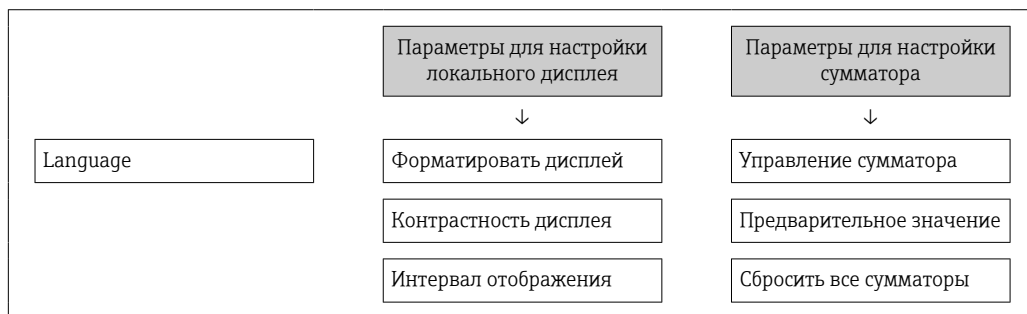 Параметры для настройки
локального дисплея
Параметры для настройки
сумматора
↓
↓
Language
Форматировать дисплей
Управление сумматора
Контрастность дисплея
Предварительное значение
Интервал отображения
Сбросить все сумматоры